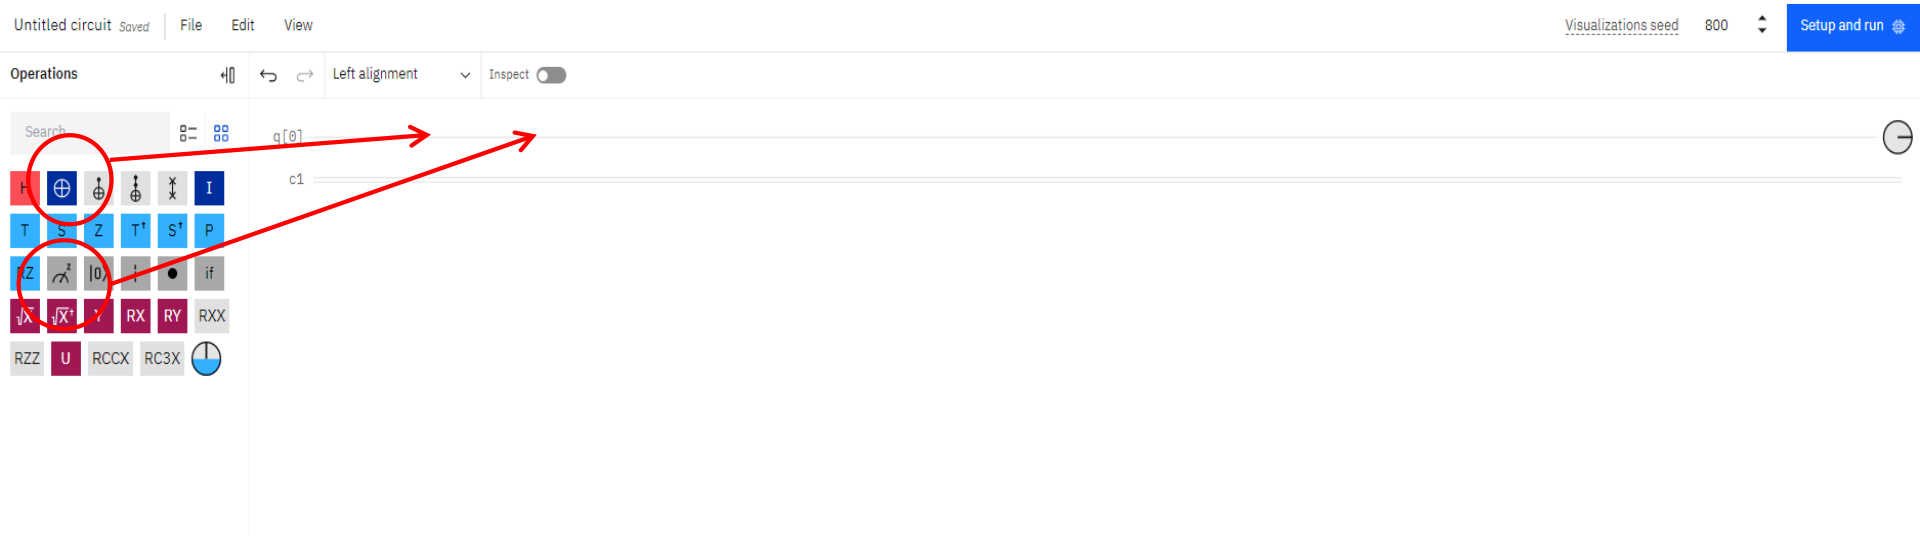 Untitled circuit Saved File Edit View Visualizations seed 800 Setup and run
Operations Left alignment Inspect
Search
q[0]
c1
H I
T S Z T† S† P
RZ z |0⟩ if
√X √X† Y RX RY RXX
RZZ U RCCX RC3X